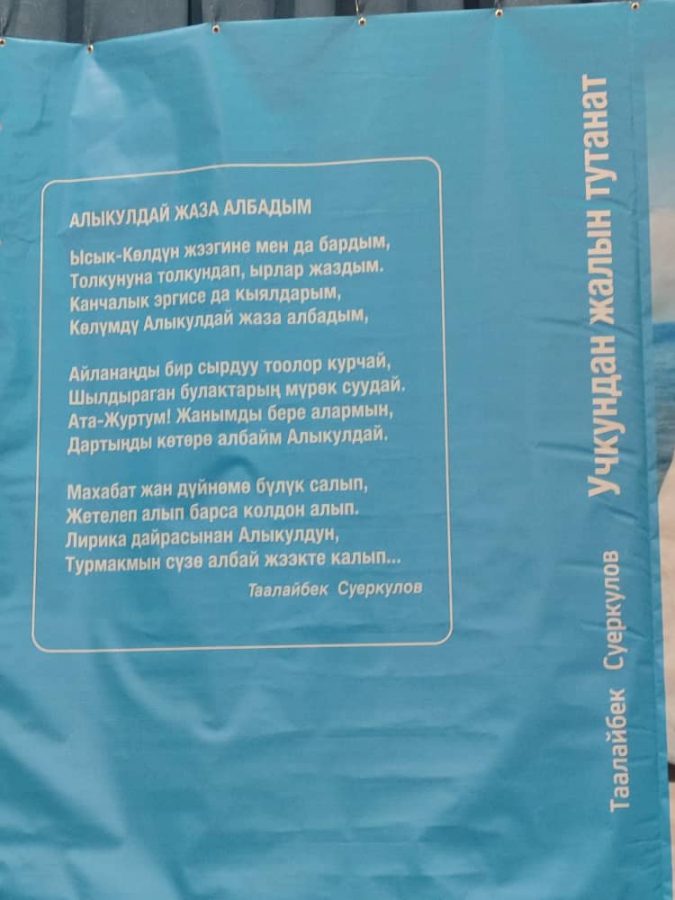 АЛЫКУЛДАЙ ЖАЗА АЛБАДЫМ
Ысык-Көлдүн жээгине мен да бардым,
Толкунуна толкундап, ырлар жаздым.
Канчалык эргисе да кыялдарым,
Көлүмдү Алыкулдай жаза албадым,
Айланаңды бир сырдуу тоолор курчай,
Шылдыраган булактарың мүрөк суудай.
Ата-Журтум! Жанымды бере алармын,
Дартыңды көтөрө албайм Алыкулдай.
Махабат жан дүйнөмө бүлүк салып,
Жетелеп алып барса колдон алып.
Лирика дайрасынан Алыкулдун,
Турмакмын сүзө албай жээкте калып...
Таалайбек Суеркулов
Таалайбек Суеркулов Учкундан жалын тутанат